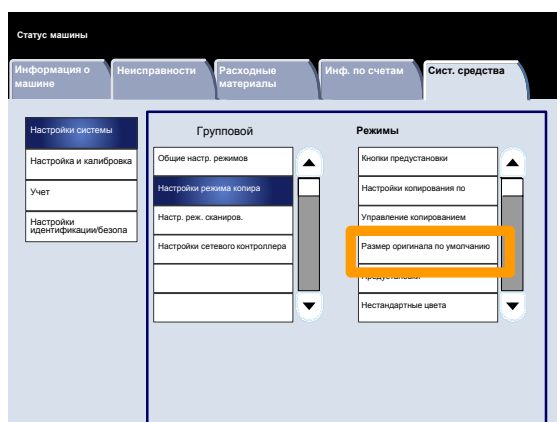 Статус машины
Информация о
машине
Неисправности
Расходные
материалы
Инф. по счетам
Сист. средства
Настройки системы
Настройка и калибровка
Учет
Настройки
идентификации/безопа
Групповой
Общие настр. режимов
Настройки режима копира
Настр. реж. сканиров.
Настройки сетевого контроллера
Режимы
Кнопки предустановки
Настройки копирования по
Управление копированием
Размер оригинала по умолчанию
Предустановки
Нестандартные цвета